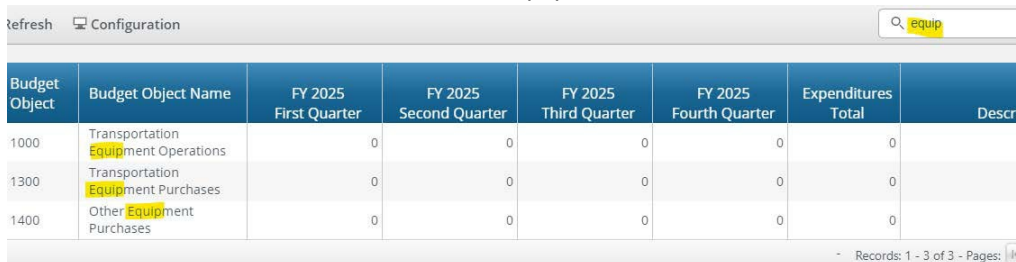 Refresh Configuration equip
Budget Object Budget Object Name FY 2025 First Quarter FY 2025 Second Quarter FY 2025 Third Quarter FY 2025 Fourth Quarter Expenditures Total Descr
1000 Transportation Equipment Operations 0 0 0 0 0
1300 Transportation Equipment Purchases 0 0 0 0 0
1400 Other Equipment Purchases 0 0 0 0 0
- Records: 1 - 3 of 3 - Pages: